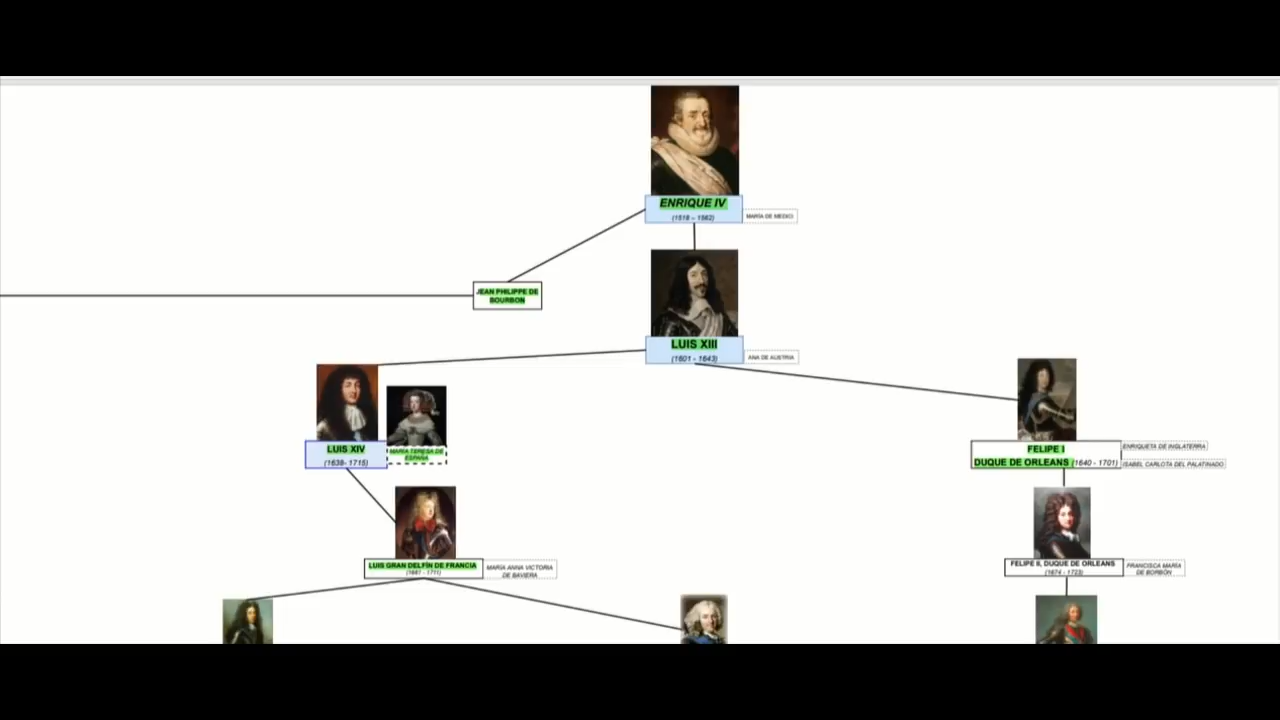 ENRIQUE IV
(1518 - 1562)
MARÍA DE MEDICI.
JEAN PHILIPPE DE
BOURBON
LUIS XIII
(1601 - 1643)
ANA DE AUSTRIA
LUIS XIV
(1638- 1715)
MARÍA TERESA DE
ESPAÑA
FELIPE I
DUQUE DE ORLEANS (1640 - 1701)
ENRIQUETA DE INGLATERRA
ISABEL CARLOTA DEL PALATINADO
LUIS GRAN DELFÍN DE FRANCIA
(1661 - 1711)
MARÍA ANNA VICTORIA
DE BAVIERA
FELIPE II, DUQUE DE ORLEANS
(1674 - 1723)
FRANCISCA MARÍA
DE BORBÓN